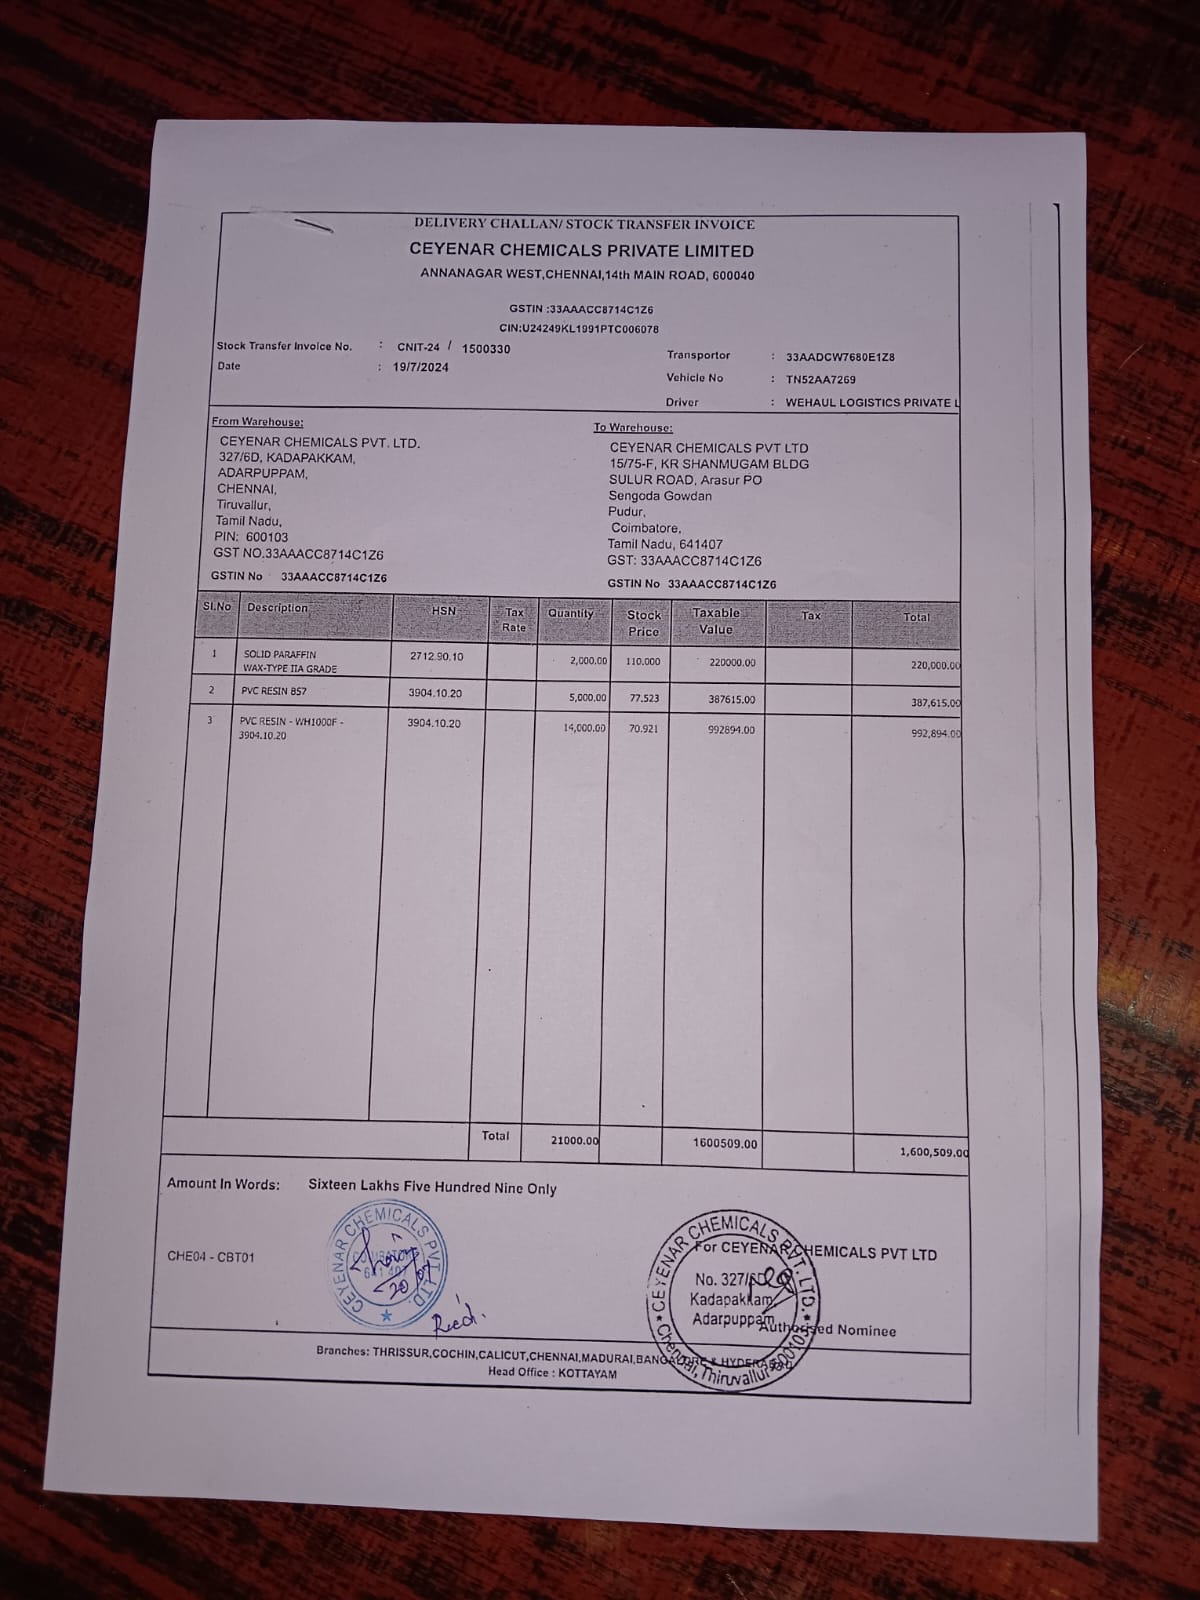 DELIVERY CHALLAN/ STOCK TRANSFER INVOICE
CEYENAR CHEMICALS PRIVATE LIMITED
ANNANAGAR WEST,CHENNAI,14th MAIN ROAD, 600040
GSTIN :33AAACC8714C1Z6
CIN:U24249KL1991PTC006078
Stock Transfer Invoice No. : CNIT-24 / 1500330
Date : 19/7/2024
Transportor : 33AADCW7680E1Z8
Vehicle No : TN52AA7269
Driver : WEHAUL LOGISTICS PRIVATE L
From Warehouse:
CEYENAR CHEMICALS PVT. LTD.
327/6D, KADAPAKKAM,
ADARPUPPAM,
CHENNAI,
Tiruvallur,
Tamil Nadu,
PIN: 600103
GST NO.33AAACC8714C1Z6
GSTIN No 33AAACC8714C1Z6
To Warehouse:
CEYENAR CHEMICALS PVT LTD
15/75-F, KR SHANMUGAM BLDG
SULUR ROAD, Arasur PO
Sengoda Gowdan
Pudur,
Coimbatore,
Tamil Nadu, 641407
GST: 33AAACC8714C1Z6
GSTIN No 33AAACC8714C1Z6
Sl.No Description HSN Tax Rate Quantity Stock Price Taxable Value Tax Total
1 SOLID PARAFFIN 2712.90.10 2,000.00 110.000 220000.00 220,000.00
WAX-TYPE IIA GRADE
2 PVC RESIN 857 3904.10.20 5,000.00 77.523 387615.00 387,615.00
3 PVC RESIN - WH1000F - 3904.10.20 14,000.00 70.921 992894.00 992,894.00
3904.10.20
Total 21000.00 1600509.00 1,600,509.00
Amount In Words: Sixteen Lakhs Five Hundred Nine Only
CHE04 - CBT01
CEYENAR CHEMICALS PVT. LTD.
20/07
Recd.
For CEYENAR CHEMICALS PVT LTD
CEYENAR CHEMICALS PVT. LTD.
No. 327/6D
Kadapakkam
Adarpuppam
Chennai, Thiruvallur
Authorised Nominee
Branches: THRISSUR,COCHIN,CALICUT,CHENNAI,MADURAI,BANGALORE & HYDERABAD
Head Office : KOTTAYAM